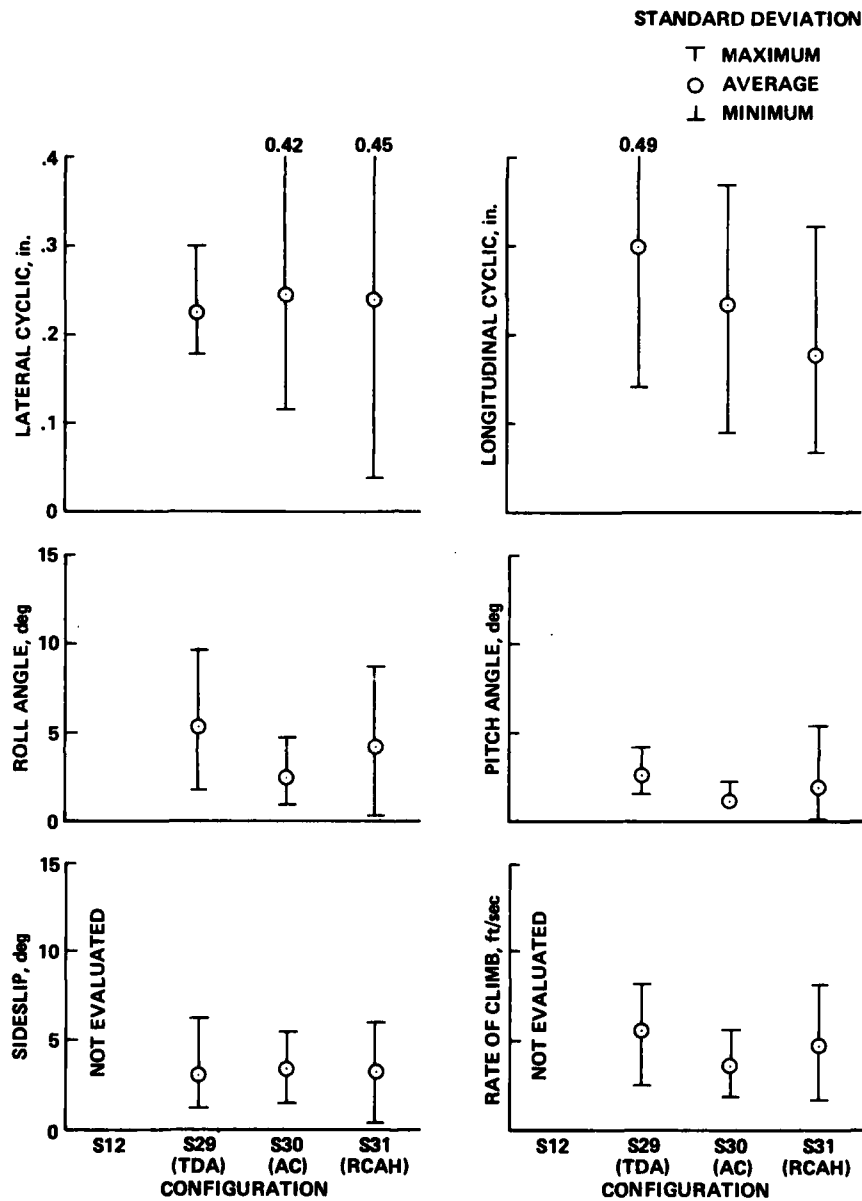 STANDARD DEVIATION
MAXIMUM
AVERAGE
MINIMUM
0.42
0.45
.4
.3
.2
.1
0
LATERAL CYCLIC, in.
0.49
LONGITUDINAL CYCLIC, in.
15
10
5
0
ROLL ANGLE, deg
PITCH ANGLE, deg
15
10
5
0
SIDESLIP, deg
NOT EVALUATED
RATE OF CLIMB, ft/sec
NOT EVALUATED
S12
S29
(TDA)
S30
(AC)
S31
(RCAH)
CONFIGURATION
S12
S29
(TDA)
S30
(AC)
S31
(RCAH)
CONFIGURATION